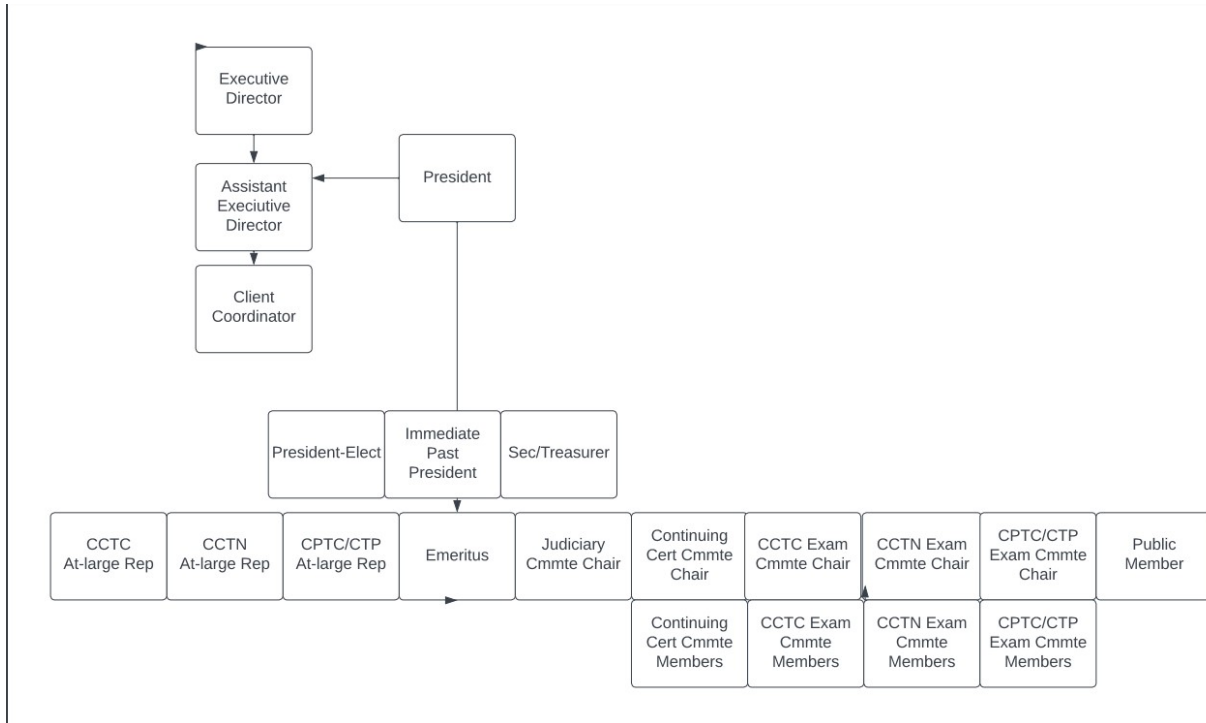 Executive
Director
Assistant
Execiutive
Director
President
Client
Coordinator
President-Elect
Immediate
Past
President
Sec/Treasurer
CCTC
At-large Rep
CCTN
At-large Rep
CPTC/CTP
At-large Rep
Emeritus
Judiciary
Cmmte Chair
Continuing
Cert Cmmte
Chair
CCTC Exam
Cmmte Chair
CCTN Exam
Cmmte Chair
CPTC/CTP
Exam Cmmte
Chair
Public
Member
Continuing
Cert Cmmte
Members
CCTC Exam
Cmmte
Members
CCTN Exam
Cmmte
Members
CPTC/CTP
Exam Cmmte
Members